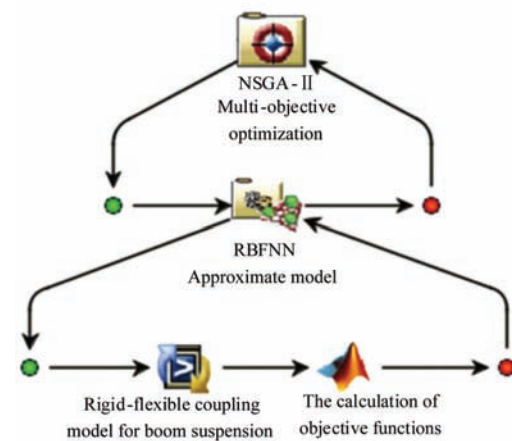 NSGA-Ⅱ
Multi-objective
optimization
RBFNN
Approximate model
Rigid-flexible coupling
model for boom suspension
The calculation of
objective functions